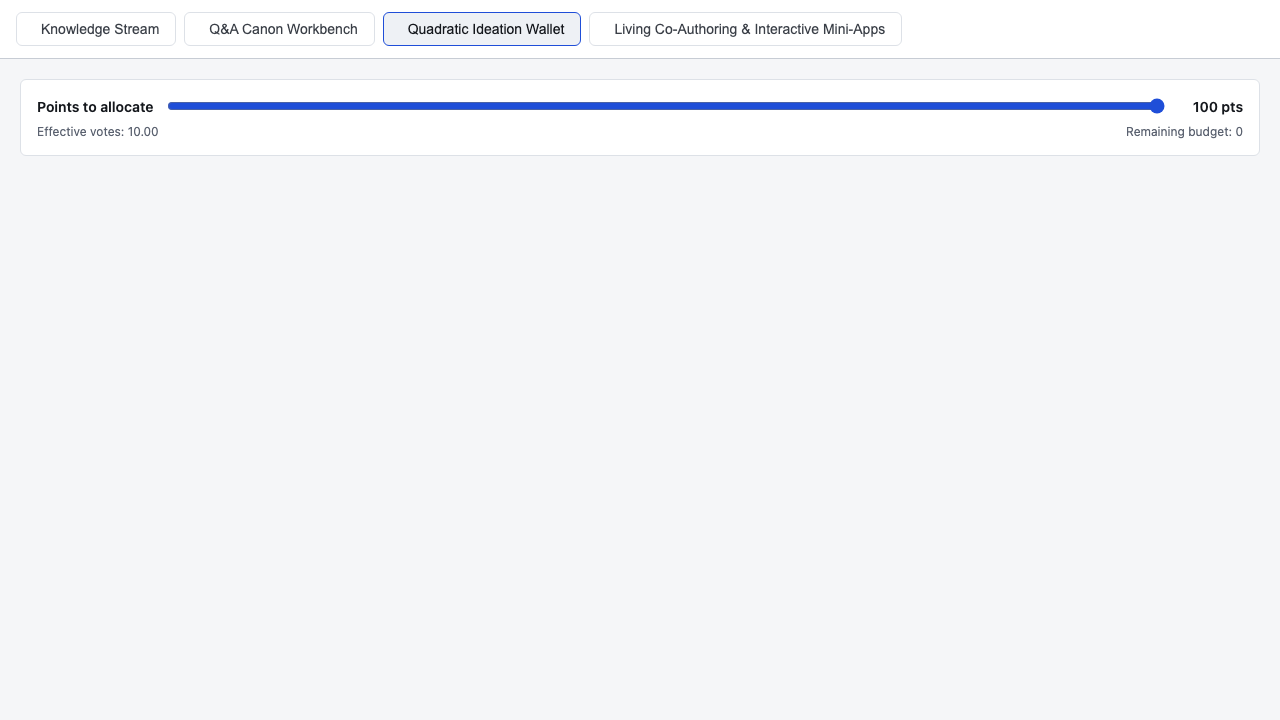 Knowledge Stream
Q&A Canon Workbench
Quadratic Ideation Wallet
Living Co-Authoring & Interactive Mini-Apps
Points to allocate
100 pts
Effective votes: 10.00
Remaining budget: 0